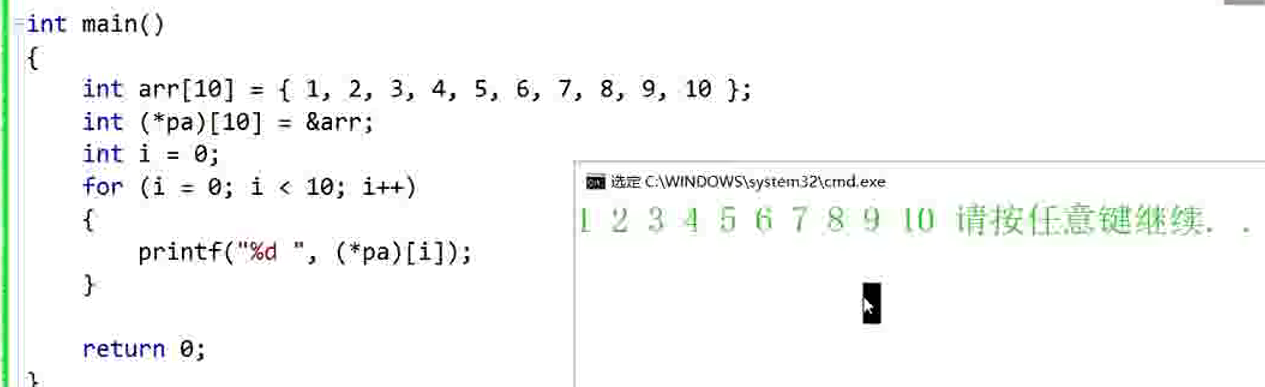 int main()
{
int arr[10] = { 1, 2, 3, 4, 5, 6, 7, 8, 9, 10 };
int (*pa)[10] = &arr;
int i = 0;
for (i = 0; i < 10; i++)
{
printf("%d ", (*pa)[i]);
}
return 0;
}
选定 C:\WINDOWS\system32\cmd.exe
1 2 3 4 5 6 7 8 9 10 请按任意键继续. .